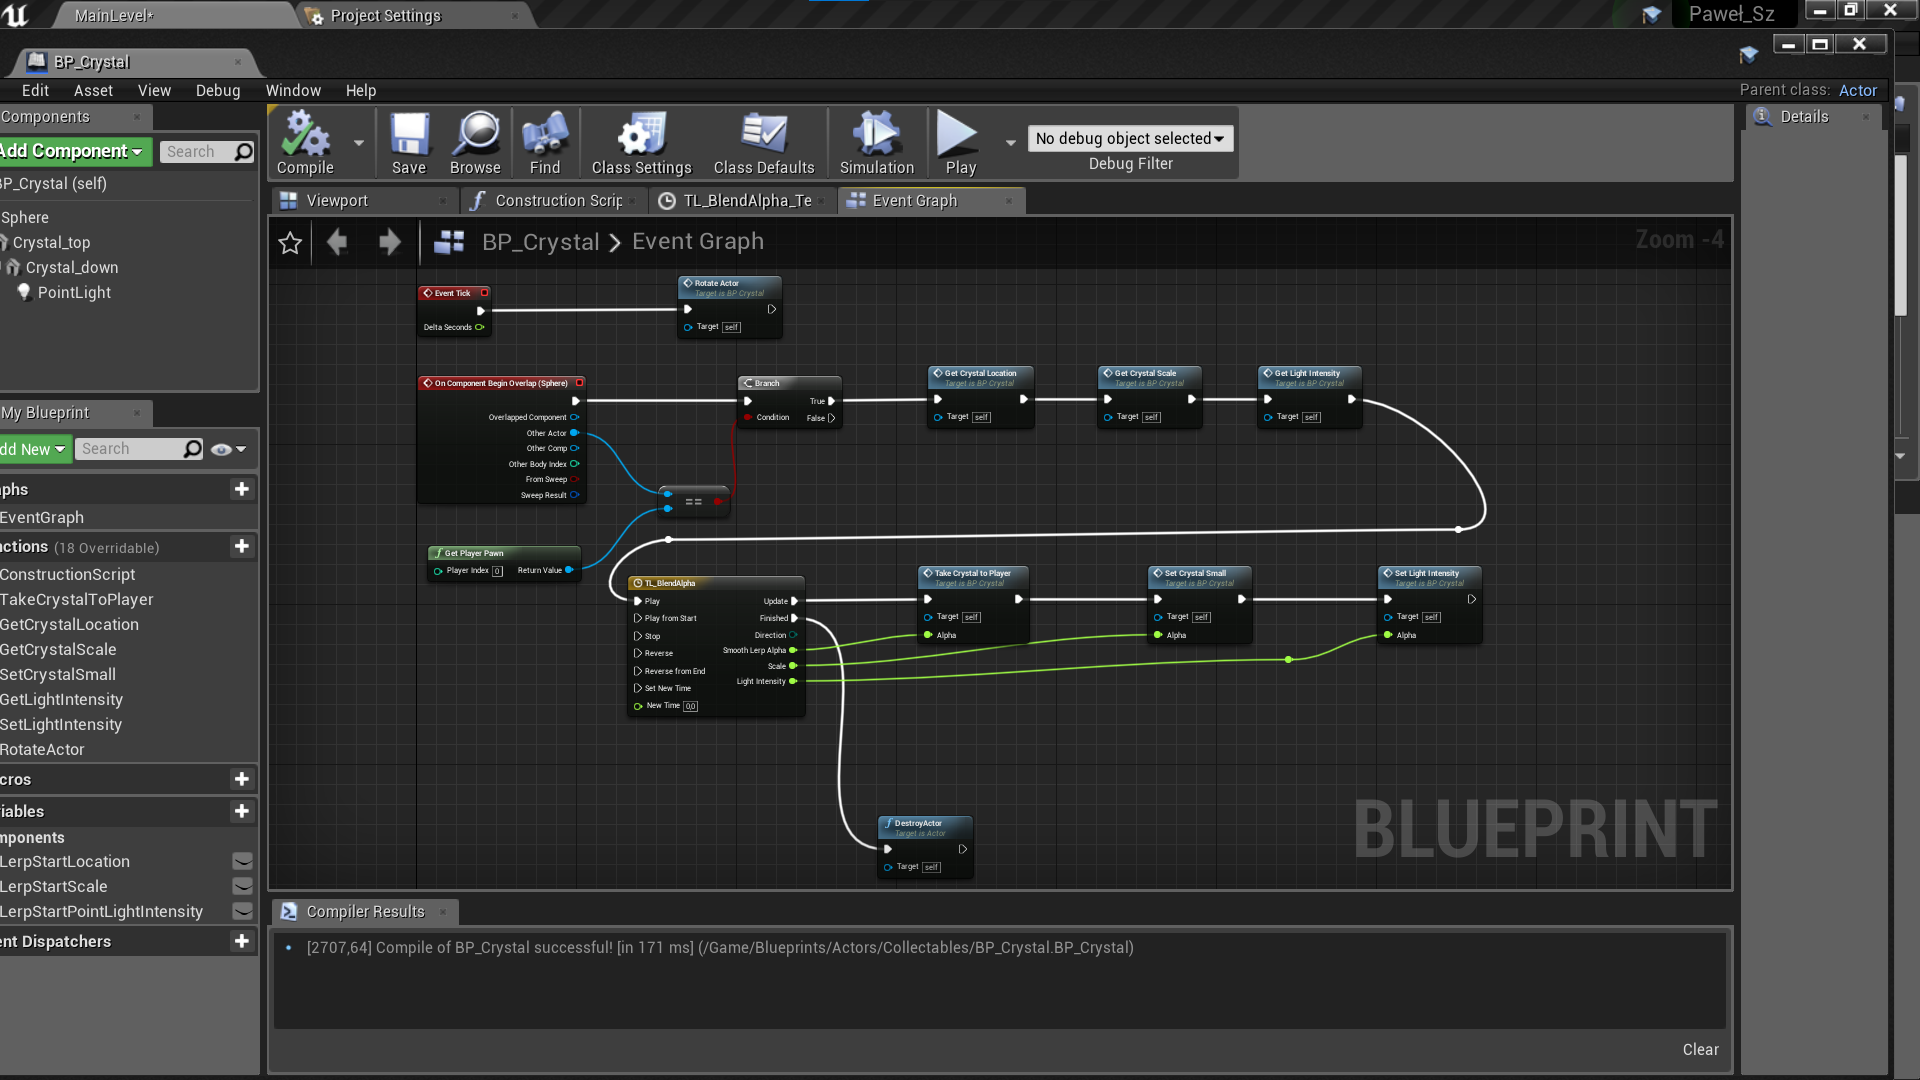 MainLevel*
Project Settings
Paweł_Sz
BP_Crystal
Edit Asset View Debug Window Help
Parent class: Actor
Components
Add Component
Search
BP_Crystal (self)
Sphere
Crystal_top
Crystal_down
PointLight
Compile
Save
Browse
Find
Class Settings
Class Defaults
Simulation
Play
No debug object selected
Debug Filter
Details
Viewport
Construction Scrip
TL_BlendAlpha_Te
Event Graph
BP_Crystal > Event Graph
Zoom -4
My Blueprint
dd New
Search
phs
EventGraph
nctions (18 Overridable)
ConstructionScript
TakeCrystalToPlayer
GetCrystalLocation
GetCrystalScale
SetCrystalSmall
GetLightIntensity
SetLightIntensity
RotateActor
cros
iables
mponents
LerpStartLocation
LerpStartScale
LerpStartPointLightIntensity
ent Dispatchers
Event Tick
Delta Seconds
Rotate Actor
Target is BP Crystal
Target self
On Component Begin Overlap (Sphere)
Overlapped Component
Other Actor
Other Comp
Other Body Index
From Sweep
Sweep Result
Branch
True
Condition False
Get Crystal Location
Target is BP Crystal
Target self
Get Crystal Scale
Target is BP Crystal
Target self
Get Light Intensity
Target is BP Crystal
Target self
==
Get Player Pawn
Player Index 0 Return Value
TL_BlendAlpha
Play Update
Play from Start Finished
Stop Direction
Reverse Smooth Lerp Alpha
Reverse from End Scale
Set New Time Light Intensity
New Time 0,0
Take Crystal to Player
Target is BP Crystal
Target self
Alpha
Set Crystal Small
Target is BP Crystal
Target self
Alpha
Set Light Intensity
Target is BP Crystal
Target self
Alpha
DestroyActor
Target is Actor
Target self
BLUEPRINT
Compiler Results
[2707,64] Compile of BP_Crystal successful! [in 171 ms] (/Game/Blueprints/Actors/Collectables/BP_Crystal.BP_Crystal)
Clear